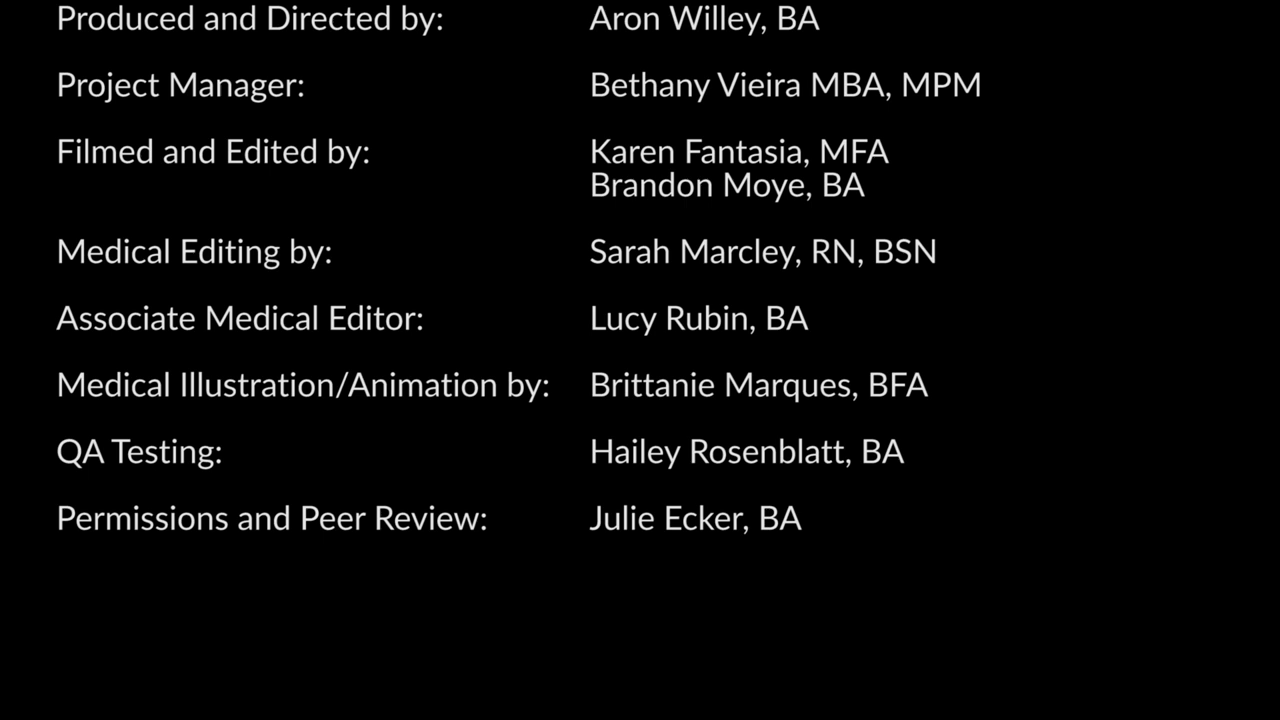 Produced and Directed by: Aron Willey, BA
Project Manager: Bethany Vieira MBA, MPM
Filmed and Edited by: Karen Fantasia, MFA
Brandon Moye, BA
Medical Editing by: Sarah Marcley, RN, BSN
Associate Medical Editor: Lucy Rubin, BA
Medical Illustration/Animation by: Brittanie Marques, BFA
QA Testing: Hailey Rosenblatt, BA
Permissions and Peer Review: Julie Ecker, BA